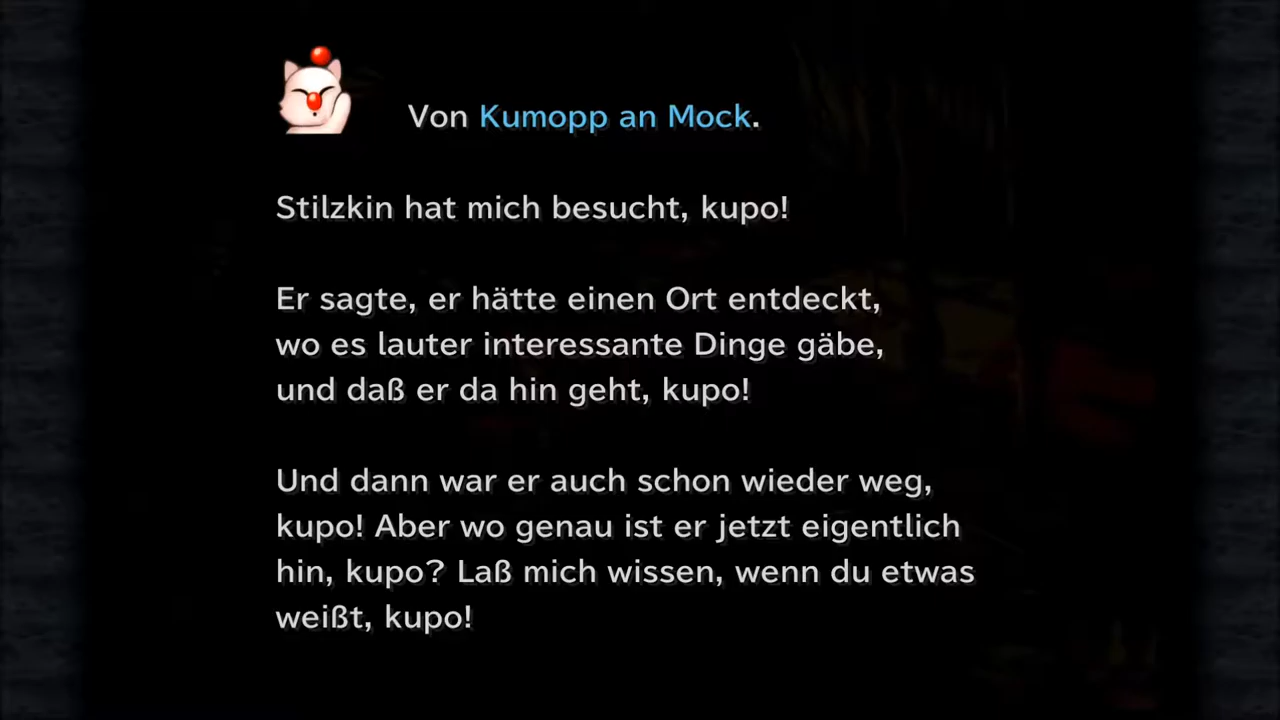 Von Kumopp an Mock.
Stilzkin hat mich besucht, kupo!
Er sagte, er hätte einen Ort entdeckt,
wo es lauter interessante Dinge gäbe,
und daß er da hin geht, kupo!
Und dann war er auch schon wieder weg,
kupo! Aber wo genau ist er jetzt eigentlich
hin, kupo? Laß mich wissen, wenn du etwas
weißt, kupo!